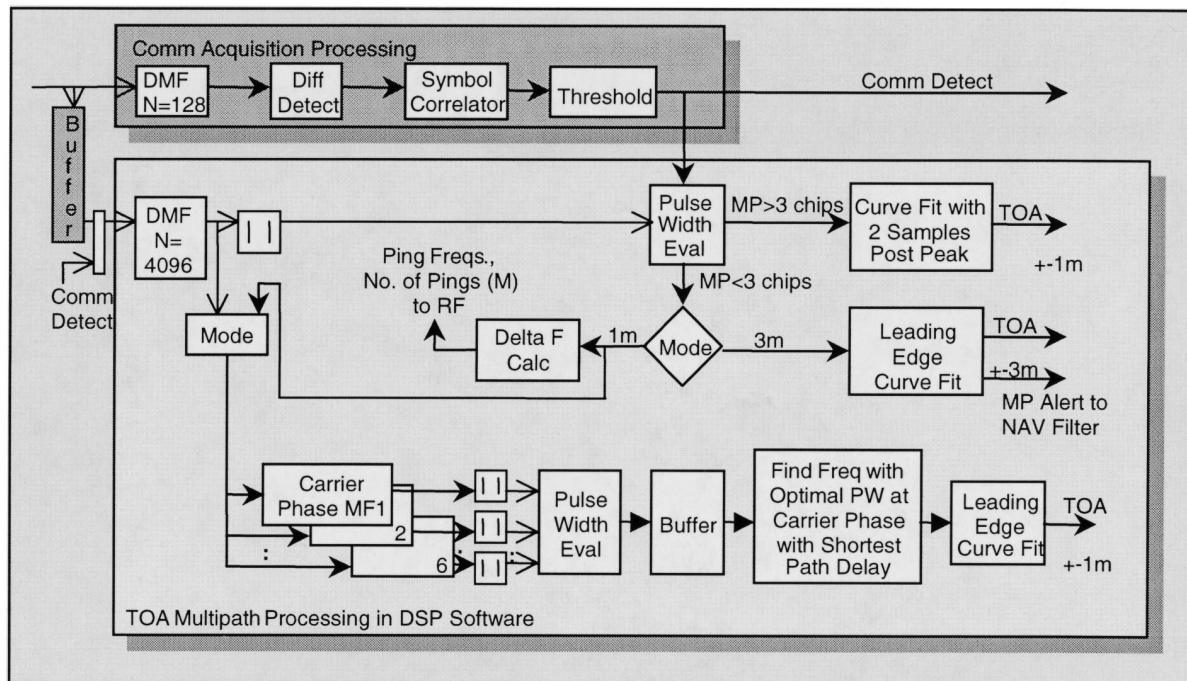 Comm Acquisition Processing
DMF
N=128
Diff
Detect
Symbol
Correlator
Threshold
Comm Detect
Buffer
DMF
N=
4096
| |
Pulse
Width
Eval
MP>3 chips
Curve Fit with
2 Samples
Post Peak
TOA
+-1m
Comm
Detect
Ping Freqs.,
No. of Pings (M)
to RF
MP<3 chips
Mode
Delta F
Calc
1m
Mode
3m
Leading
Edge
Curve Fit
TOA
+-3m
MP Alert to
NAV Filter
Carrier
Phase MF1
2
:
6
| |
| |
| |
:
:
Pulse
Width
Eval
Buffer
Find Freq with
Optimal PW at
Carrier Phase
with Shortest
Path Delay
Leading
Edge
Curve Fit
TOA
+-1m
TOA Multipath Processing in DSP Software